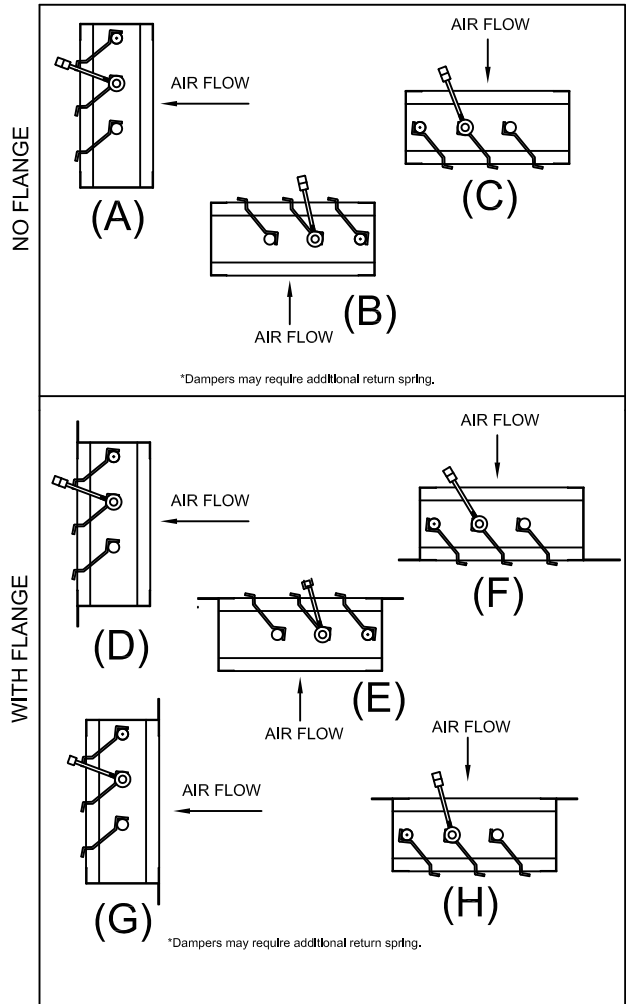 NO FLANGE
AIR FLOW
(A)
AIR FLOW
(C)
(B)
AIR FLOW
*Dampers may require additional return spring.
WITH FLANGE
AIR FLOW
(D)
AIR FLOW
(F)
(E)
AIR FLOW
AIR FLOW
(G)
AIR FLOW
(H)
*Dampers may require additional return spring.